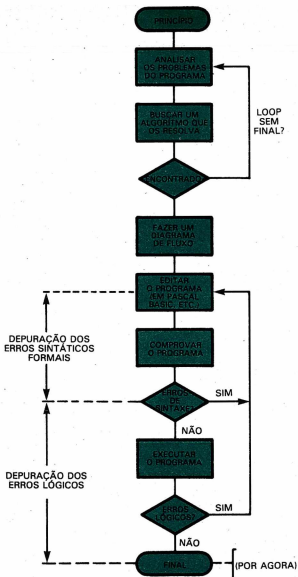 PRINCÍPIO
ANALISAR
OS PROBLEMAS
DO PROGRAMA
LOOP
SEM
FINAL?
BUSCAR UM
ALGORITMO QUE
OS RESOLVA
ENCONTRADO?
FAZER UM
DIAGRAMA
DE FLUXO
EDITAR
O PROGRAMA
(EM PASCAL
BASIC, ETC.)
DEPURAÇÃO DOS
ERROS SINTÁTICOS
FORMAIS
COMPROVAR
O PROGRAMA
ERROS
DE
SINTAXE?
SIM
NÃO
DEPURAÇÃO DOS
ERROS LÓGICOS
EXECUTAR
O PROGRAMA
ERROS
LÓGICOS?
SIM
NÃO
FINAL
(POR AGORA)